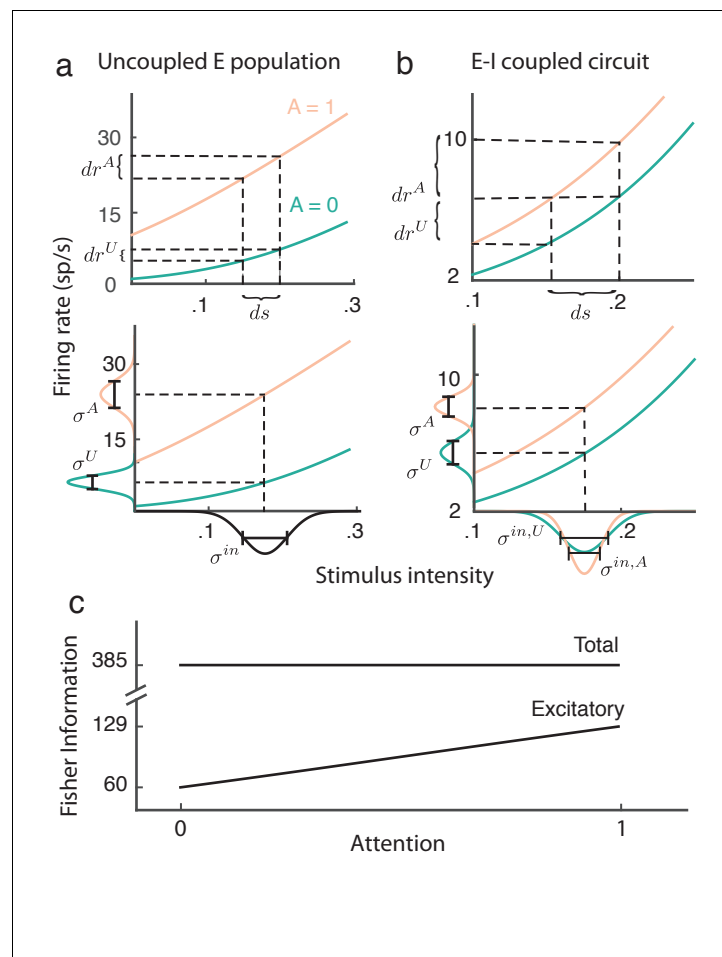 a
Uncoupled E population
b
E-I coupled circuit
Firing rate (sp/s)
30
15
0
A = 1
A = 0
dr^A
dr^U
.1
.3
ds
10
2
dr^A
dr^U
.1
.2
ds
30
15
0
σ^A
σ^U
.1
.3
σ^{in}
10
2
σ^A
σ^U
.1
.2
σ^{in,U}
σ^{in,A}
Stimulus intensity
c
Fisher Information
385
129
60
Total
Excitatory
0
1
Attention